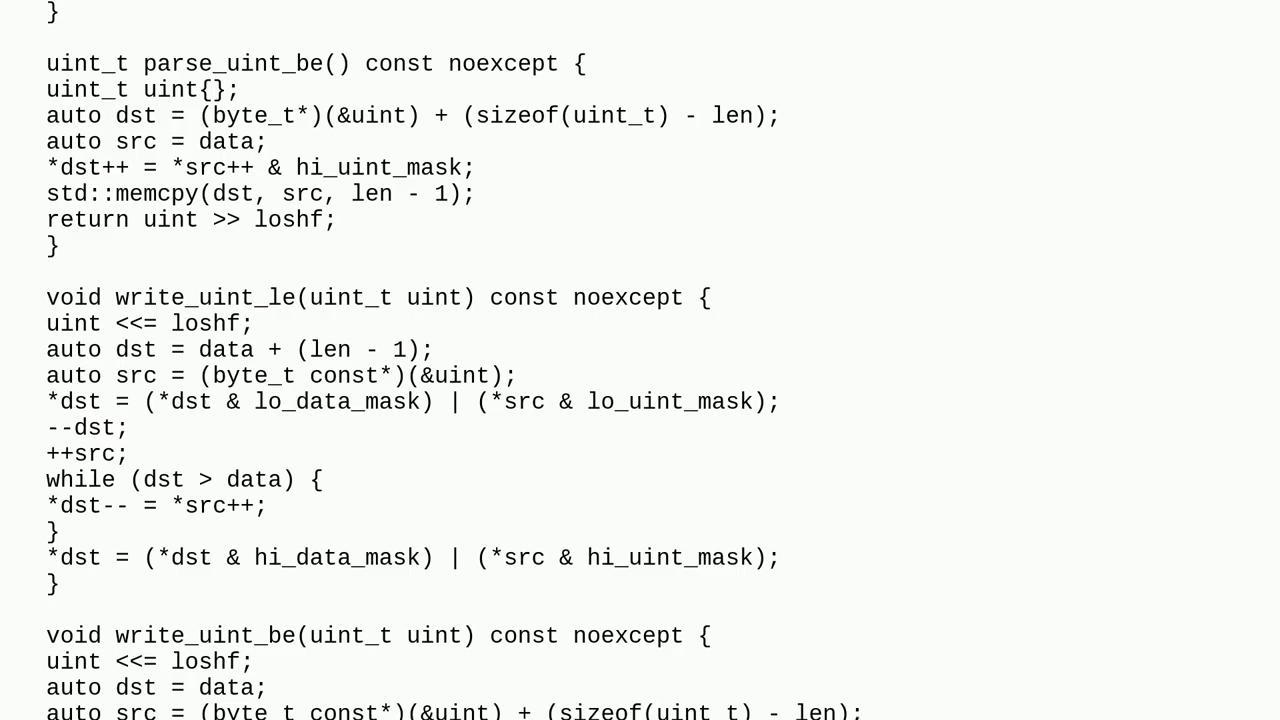 }
uint_t parse_uint_be() const noexcept {
uint_t uint{};
auto dst = (byte_t*)(&uint) + (sizeof(uint_t) - len);
auto src = data;
*dst++ = *src++ & hi_uint_mask;
std::memcpy(dst, src, len - 1);
return uint >> loshf;
}
void write_uint_le(uint_t uint) const noexcept {
uint <<= loshf;
auto dst = data + (len - 1);
auto src = (byte_t const*)(&uint);
*dst = (*dst & lo_data_mask) | (*src & lo_uint_mask);
--dst;
++src;
while (dst > data) {
*dst-- = *src++;
}
*dst = (*dst & hi_data_mask) | (*src & hi_uint_mask);
}
void write_uint_be(uint_t uint) const noexcept {
uint <<= loshf;
auto dst = data;
auto src = (byte_t const*)(&uint) + (sizeof(uint_t) - len);